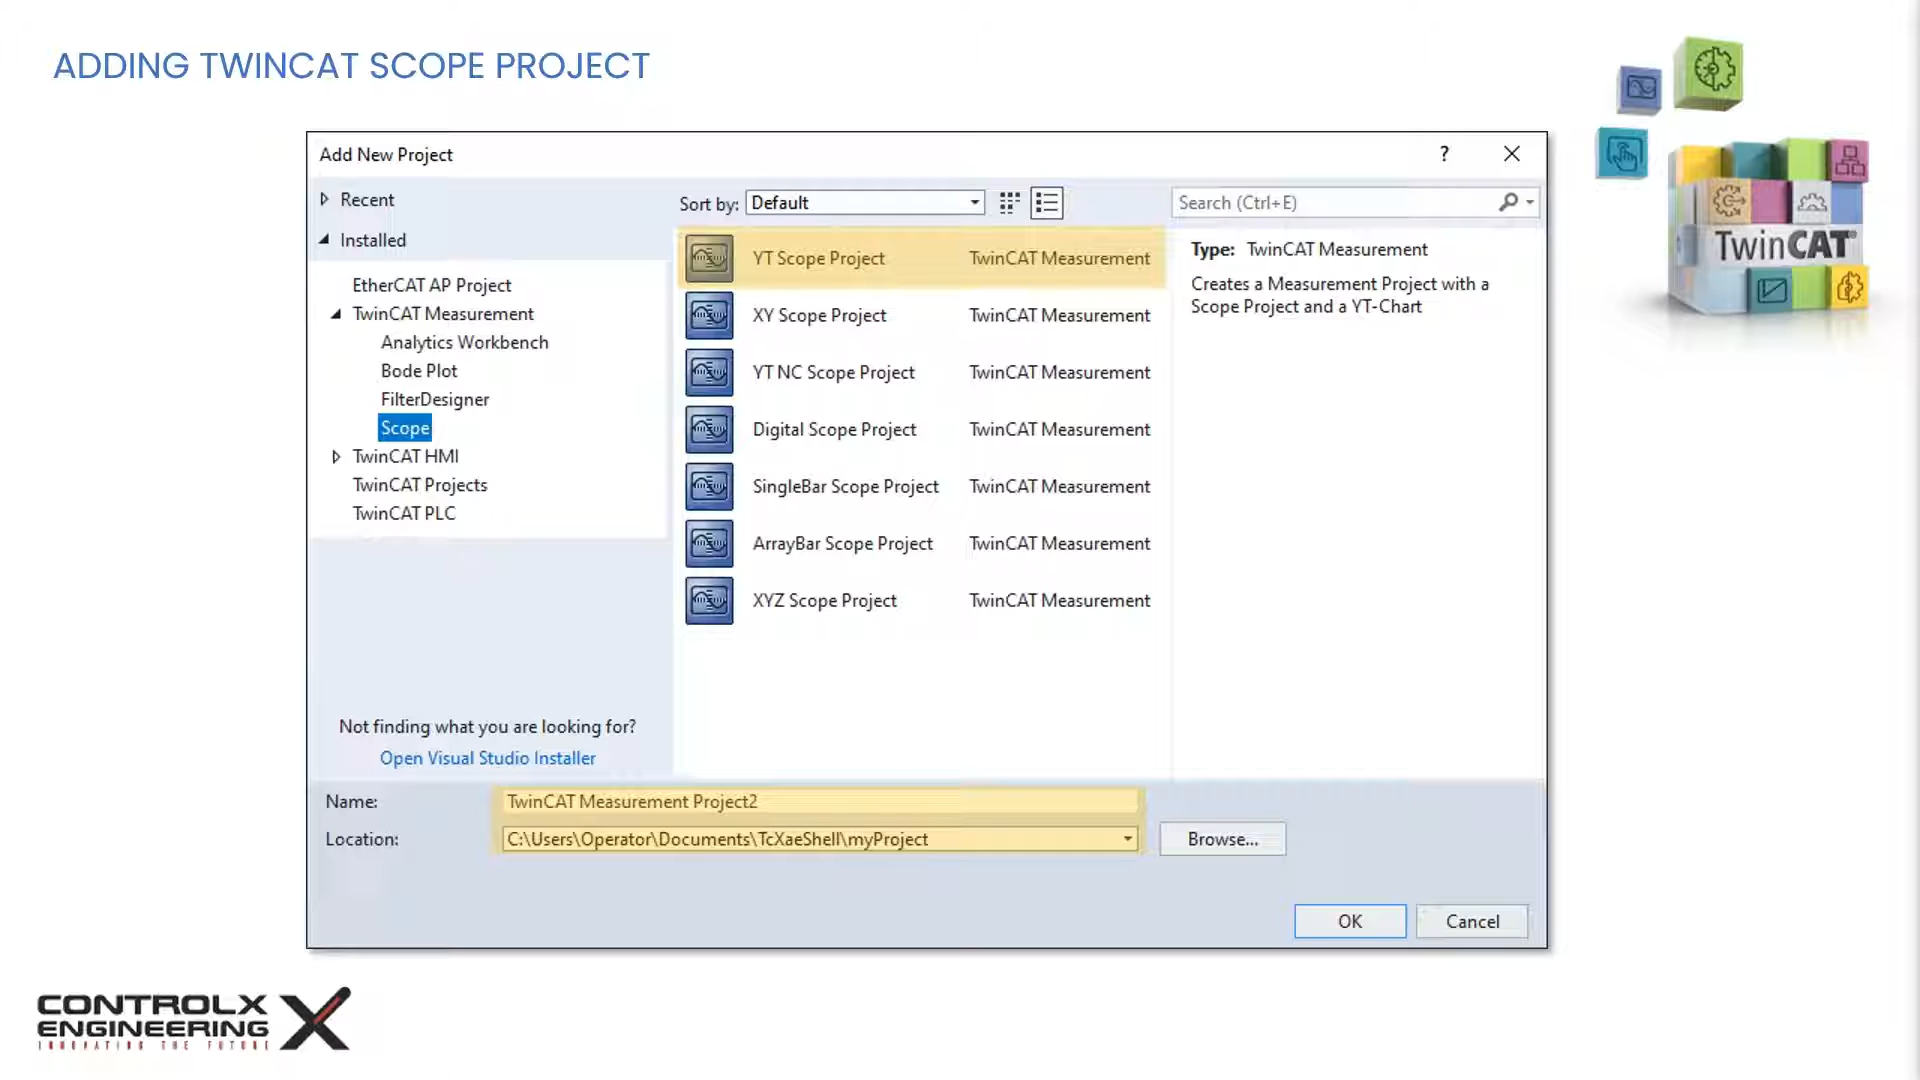 ADDING TWINCAT SCOPE PROJECT
Add New Project
?
Recent
Installed
EtherCAT AP Project
TwinCAT Measurement
Analytics Workbench
Bode Plot
FilterDesigner
Scope
TwinCAT HMI
TwinCAT Projects
TwinCAT PLC
Not finding what you are looking for?
Open Visual Studio Installer
Sort by: Default
YT Scope Project TwinCAT Measurement
XY Scope Project TwinCAT Measurement
YT NC Scope Project TwinCAT Measurement
Digital Scope Project TwinCAT Measurement
SingleBar Scope Project TwinCAT Measurement
ArrayBar Scope Project TwinCAT Measurement
XYZ Scope Project TwinCAT Measurement
Search (Ctrl+E)
Type: TwinCAT Measurement
Creates a Measurement Project with a
Scope Project and a YT-Chart
Name: TwinCAT Measurement Project2
Location: C:\Users\Operator\Documents\TcXaeShell\myProject
Browse...
OK
Cancel
TwinCAT®
CONTROLX
ENGINEERING
INNOVATING THE FUTURE